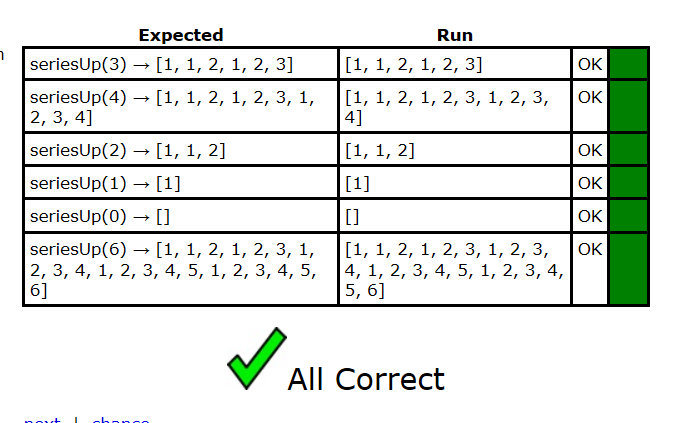 Expected Run
seriesUp(3) → [1, 1, 2, 1, 2, 3] [1, 1, 2, 1, 2, 3] OK
seriesUp(4) → [1, 1, 2, 1, 2, 3, 1, [1, 1, 2, 1, 2, 3, 1, 2, 3, OK
2, 3, 4] 4]
seriesUp(2) → [1, 1, 2] [1, 1, 2] OK
seriesUp(1) → [1] [1] OK
seriesUp(0) → [] [] OK
seriesUp(6) → [1, 1, 2, 1, 2, 3, 1, [1, 1, 2, 1, 2, 3, 1, 2, 3, OK
2, 3, 4, 1, 2, 3, 4, 5, 1, 2, 3, 4, 5, 4, 1, 2, 3, 4, 5, 1, 2, 3, 4,
6] 5, 6]
All Correct
next | chance